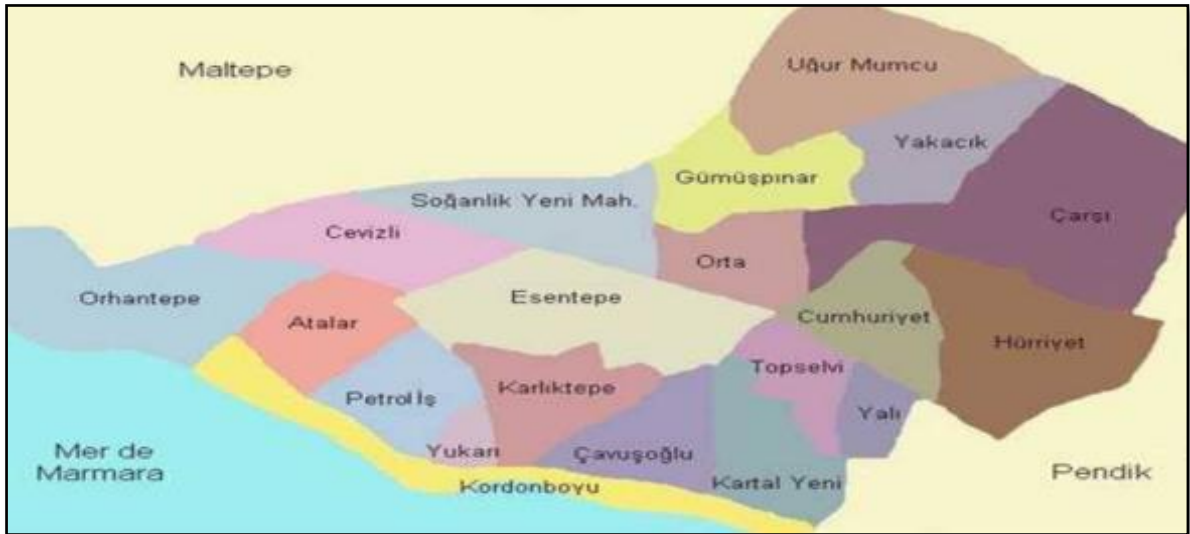 Maltepe
Uğur Mumcu
Yakacık
Gümüşpınar
Soğanlik Yeni Mah.
Çarşı
Cevizli
Orta
Orhantepe
Esentepe
Atalar
Cumhuriyet
Hürriyet
Topselvi
Karlıktepe
Petrol İş
Yalı
Yukarı
Çavuşoğlu
Mer de
Marmara
Pendik
Kartal Yeni
Kordonboyu